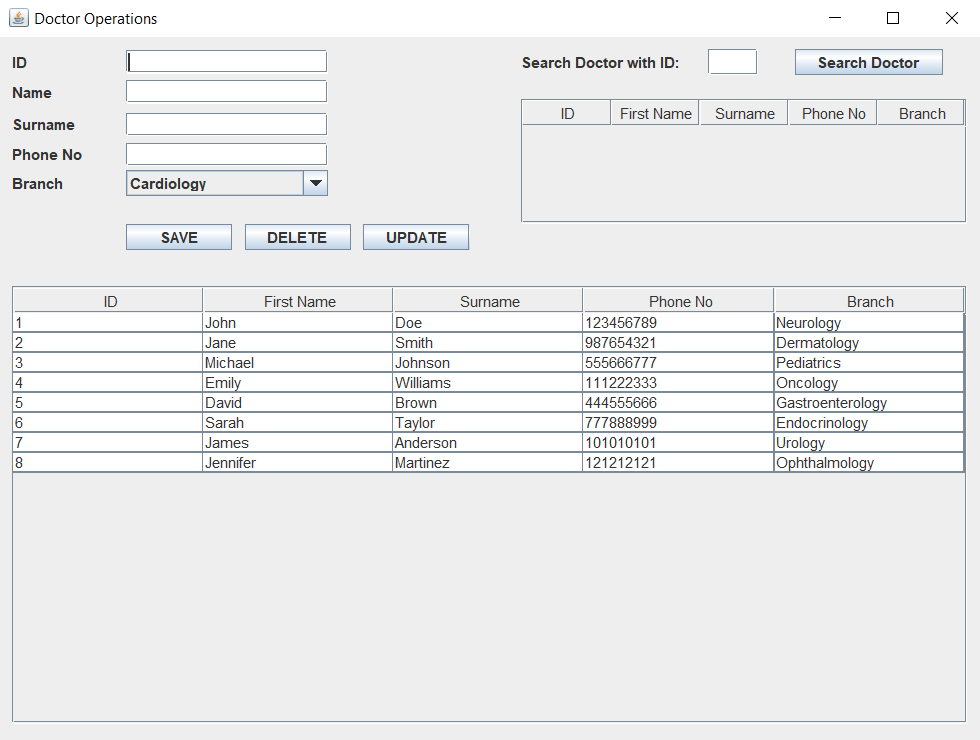 Doctor Operations
ID
Name
Surname
Phone No
Branch
Cardiology
SAVE DELETE UPDATE
Search Doctor with ID: Search Doctor
ID First Name Surname Phone No Branch
ID First Name Surname Phone No Branch
1 John Doe 123456789 Neurology
2 Jane Smith 987654321 Dermatology
3 Michael Johnson 555666777 Pediatrics
4 Emily Williams 111222333 Oncology
5 David Brown 444555666 Gastroenterology
6 Sarah Taylor 777888999 Endocrinology
7 James Anderson 101010101 Urology
8 Jennifer Martinez 121212121 Ophthalmology